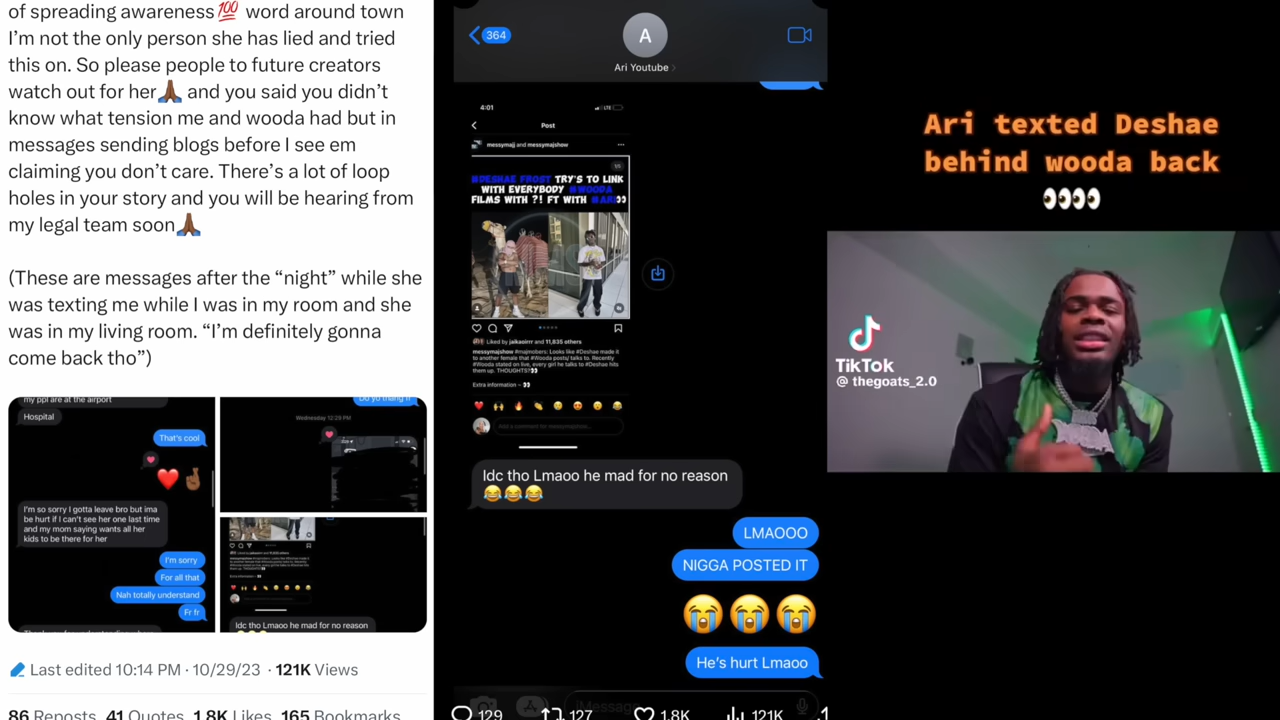 of spreading awareness💯 word around town
I’m not the only person she has lied and tried
this on. So please people to future creators
watch out for her🙏🏾 and you said you didn’t
know what tension me and wooda had but in
messages sending blogs before I see em
claiming you don’t care. There’s a lot of loop
holes in your story and you will be hearing from
my legal team soon🙏🏾
(These are messages after the “night” while she
was texting me while I was in my room and she
was in my living room. “I’m definitely gonna
come back tho”)
my ppl are at the airport
Hospital
That's cool
❤️🤞🏾
I'm so sorry I gotta leave bro but ima
be hurt if I can't see her one last time
and my mom saying wants all her
kids to be there for her
I'm sorry
For all that
Nah totally understand
Fr fr
Wednesday 12:29 PM
Idc tho Lmaoo he mad for no reason
Last edited 10:14 PM · 10/29/23 · 121K Views
86 Reposts 41 Quotes 1.8K Likes 165 Bookmarks
364
A
Ari Youtube
4:01
LTE
Post
messymajj and messymajshow
#DESHAE FROST TRY'S TO LINK
WITH EVERYBODY #WOODA
FILMS WITH ?! FT WITH #ARI👀
Liked by jaikaoirr and 11,835 others
messymajshow #majmobers: Looks like #Deshae made it
to another female that #Wooda posts/ talks to. Recently
#Wooda stated on live, every girl he talks to #Deshae hits
them up. THOUGHTS?👀
Extra information - 👀
Add a comment for messymajshow...
Idc tho Lmaoo he mad for no reason
😂😂😂
LMAOOO
NIGGA POSTED IT
😭😭😭
He's hurt Lmaoo
iMessage
129 127 1.8K 121K
Ari texted Deshae
behind wooda back
👀👀
TikTok
@ thegoats_2.0